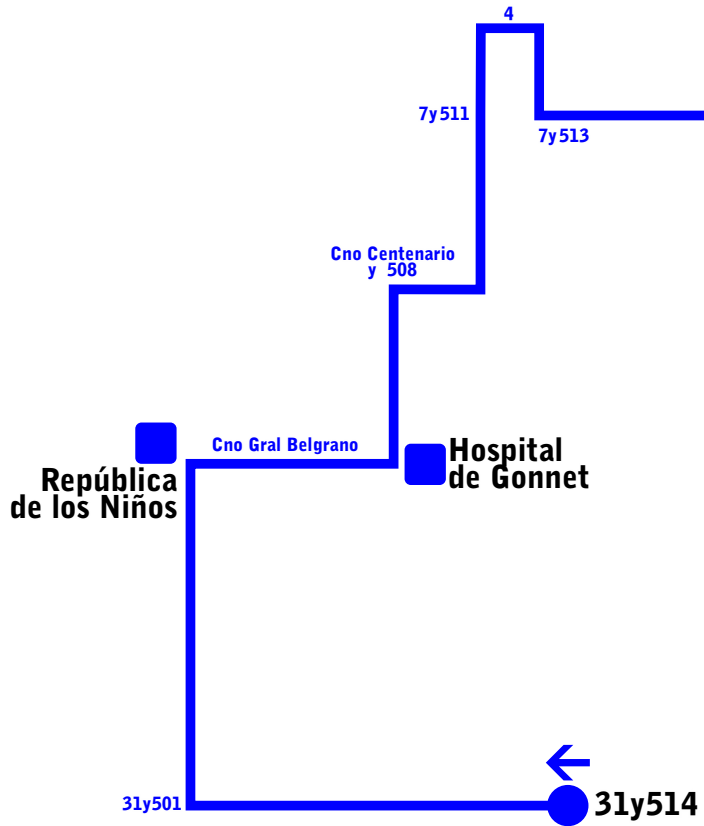 4
7y511
7y513
Cno Centenario
y 508
Cno Gral Belgrano
Hospital
de Gonnet
República
de los Niños
31y501
31y514